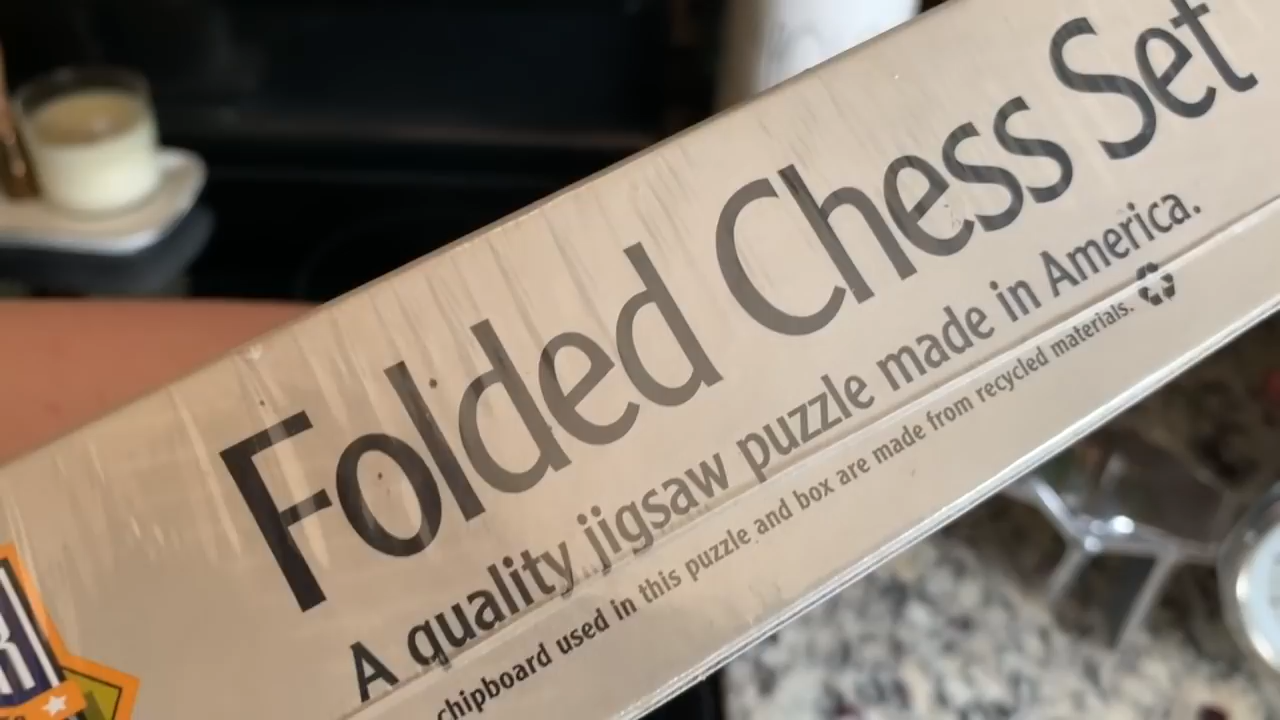 Folded Chess Set
A quality jigsaw puzzle made in America.
chipboard used in this puzzle and box are made from recycled materials.